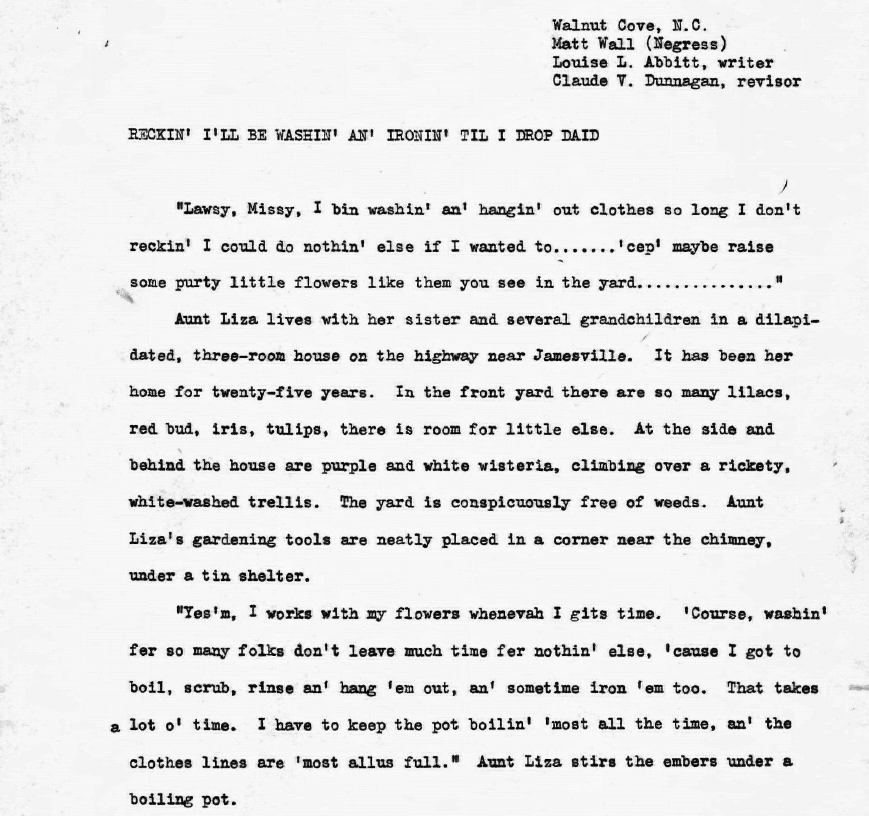 Walnut Cove, N.C.
Matt Wall (Negress)
Louise L. Abbitt, writer
Claude V. Dunnagan, revisor
RECKIN' I'LL BE WASHIN' AN' IRONIN' TIL I DROP DAID
"Lawsy, Missy, I bin washin' an' hangin' out clothes so long I don't
reckin' I could do nothin' else if I wanted to.......'cep' maybe raise
some purty little flowers like them you see in the yard..............."
Aunt Liza lives with her sister and several grandchildren in a dilapi-
dated, three-room house on the highway near Jamesville. It has been her
home for twenty-five years. In the front yard there are so many lilacs,
red bud, iris, tulips, there is room for little else. At the side and
behind the house are purple and white wisteria, climbing over a rickety,
white-washed trellis. The yard is conspicuously free of weeds. Aunt
Liza's gardening tools are neatly placed in a corner near the chimney,
under a tin shelter.
"Yes'm, I works with my flowers whenevah I gits time. 'Course, washin'
fer so many folks don't leave much time fer nothin' else, 'cause I got to
boil, scrub, rinse an' hang 'em out, an' sometime iron 'em too. That takes
a lot o' time. I have to keep the pot boilin' 'most all the time, an' the
clothes lines are 'most allus full." Aunt Liza stirs the embers under a
boiling pot.